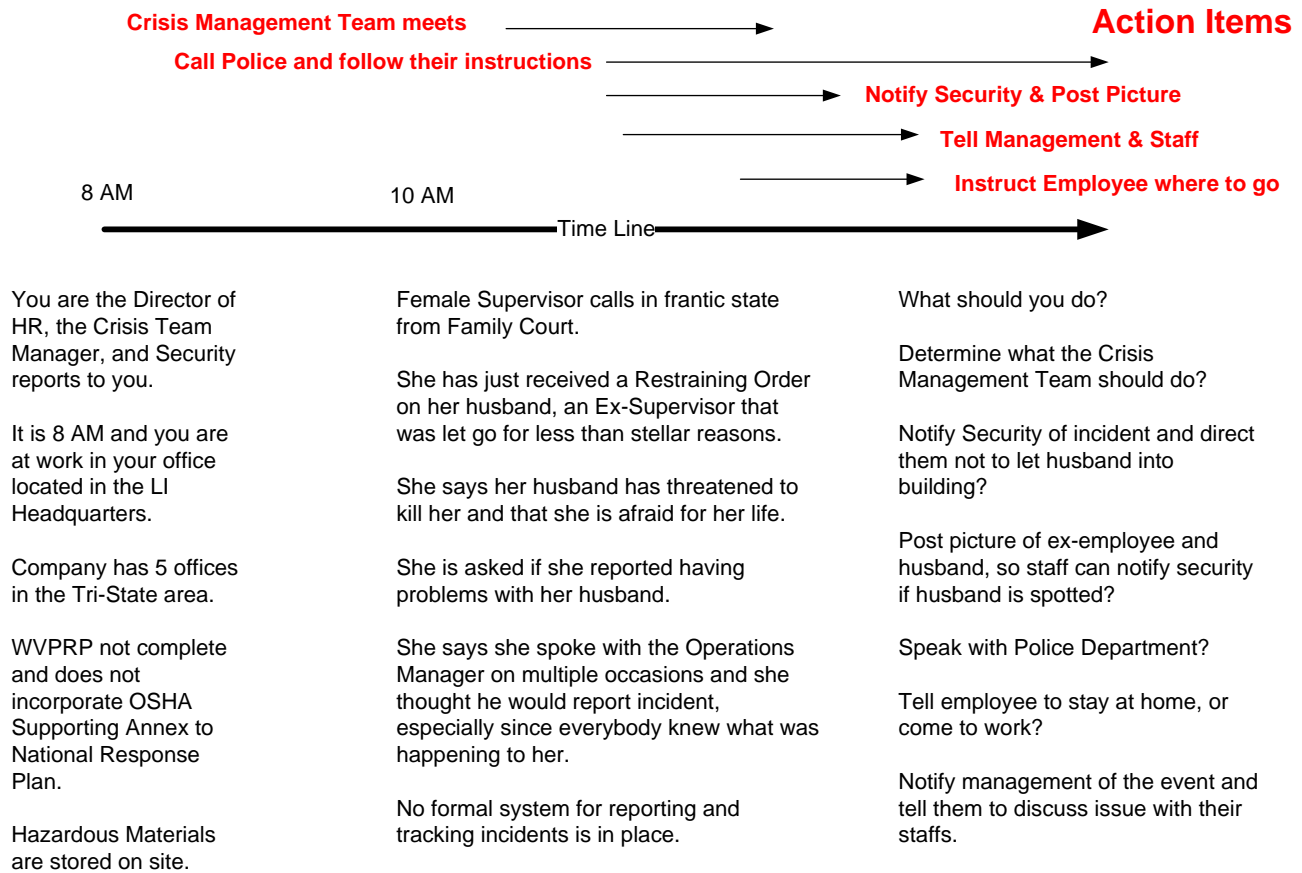 Crisis Management Team meets
Action Items
Call Police and follow their instructions
Notify Security & Post Picture
Tell Management & Staff
Instruct Employee where to go
8 AM
10 AM
Time Line
You are the Director of
HR, the Crisis Team
Manager, and Security
reports to you.
It is 8 AM and you are
at work in your office
located in the LI
Headquarters.
Company has 5 offices
in the Tri-State area.
WVPRP not complete
and does not
incorporate OSHA
Supporting Annex to
National Response
Plan.
Hazardous Materials
are stored on site.
Female Supervisor calls in frantic state
from Family Court.
She has just received a Restraining Order
on her husband, an Ex-Supervisor that
was let go for less than stellar reasons.
She says her husband has threatened to
kill her and that she is afraid for her life.
She is asked if she reported having
problems with her husband.
She says she spoke with the Operations
Manager on multiple occasions and she
thought he would report incident,
especially since everybody knew what was
happening to her.
No formal system for reporting and
tracking incidents is in place.
What should you do?
Determine what the Crisis
Management Team should do?
Notify Security of incident and direct
them not to let husband into
building?
Post picture of ex-employee and
husband, so staff can notify security
if husband is spotted?
Speak with Police Department?
Tell employee to stay at home, or
come to work?
Notify management of the event and
tell them to discuss issue with their
staffs.